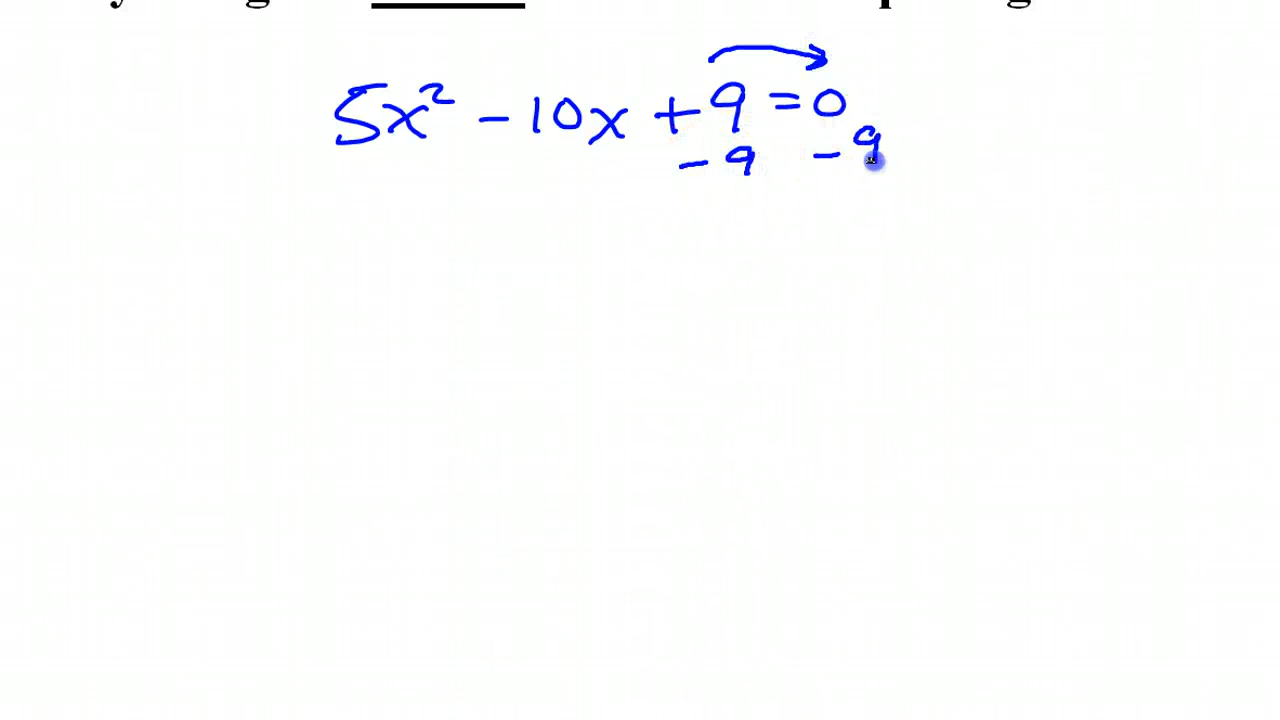 5x² - 10x + 9 = 0
- 9 - 9